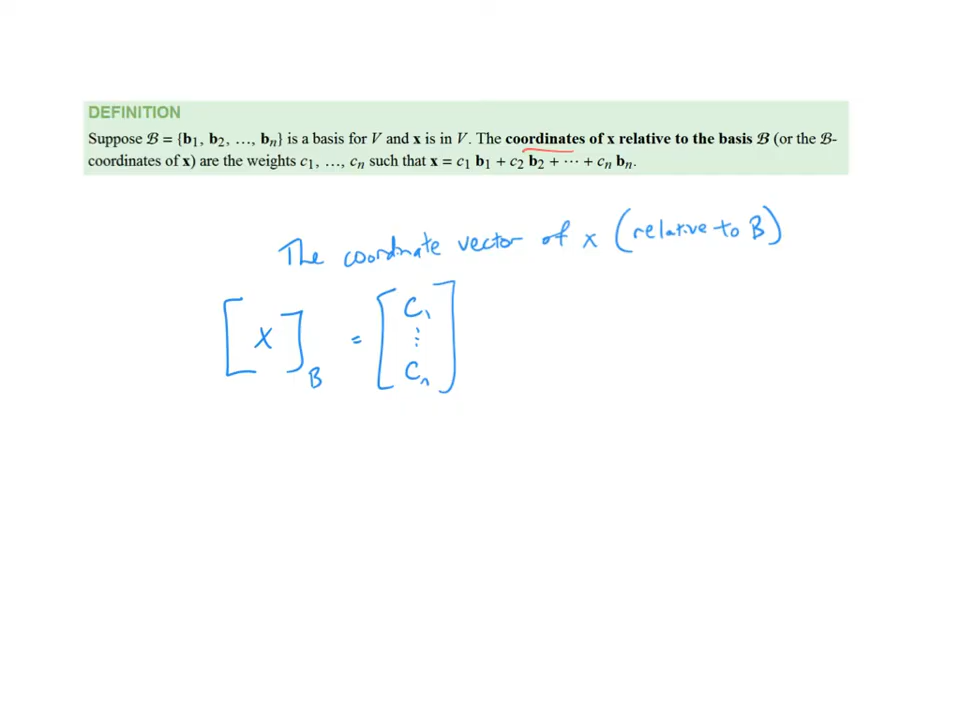 DEFINITION
Suppose ℬ = {b₁, b₂, …, bₙ} is a basis for V and x is in V. The coordinates of x relative to the basis ℬ (or the ℬ-
coordinates of x) are the weights c₁, …, cₙ such that x = c₁ b₁ + c₂ b₂ + ⋯ + cₙ bₙ.
The coordinate vector of x (relative to B)
[x]_B = [c₁ ⋮ cₙ]